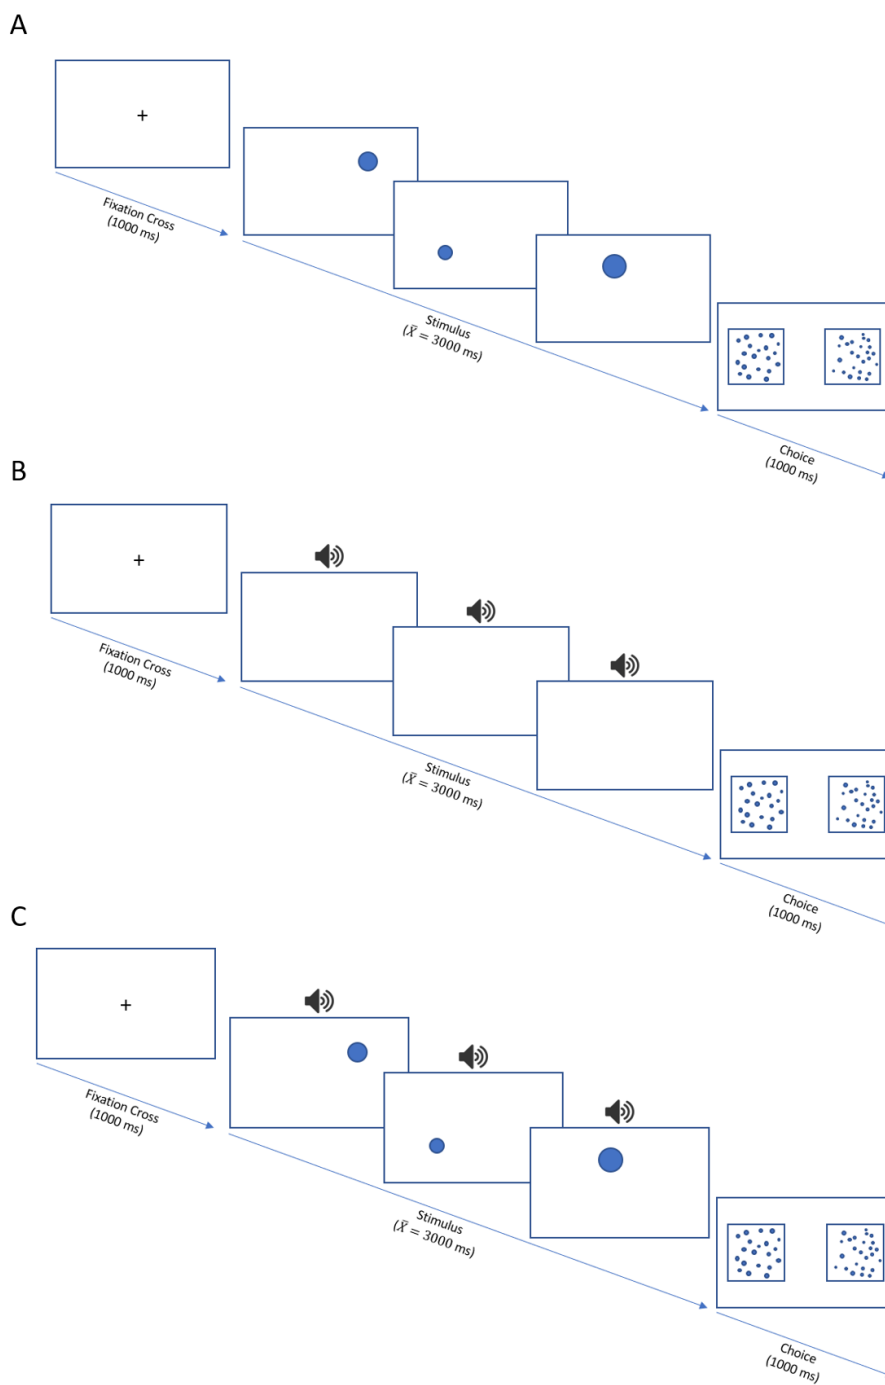 A
+
Fixation Cross
(1000 ms)
Stimulus
(X̄ = 3000 ms)
Choice
(1000 ms)
B
+
Fixation Cross
(1000 ms)
Stimulus
(X̄ = 3000 ms)
Choice
(1000 ms)
C
+
Fixation Cross
(1000 ms)
Stimulus
(X̄ = 3000 ms)
Choice
(1000 ms)